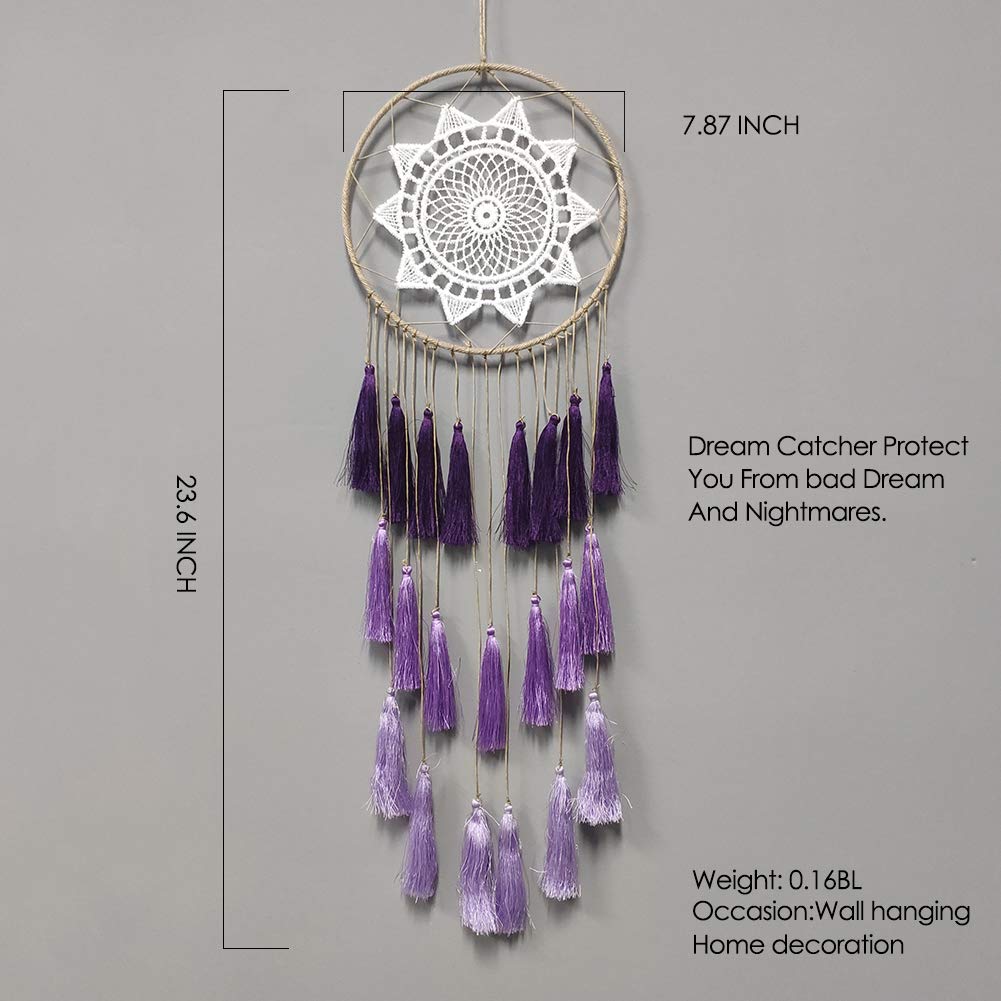 7.87 INCH
23.6 INCH
Dream Catcher Protect
You From bad Dream
And Nightmares.
Weight: 0.16BL
Occasion:Wall hanging
Home decoration